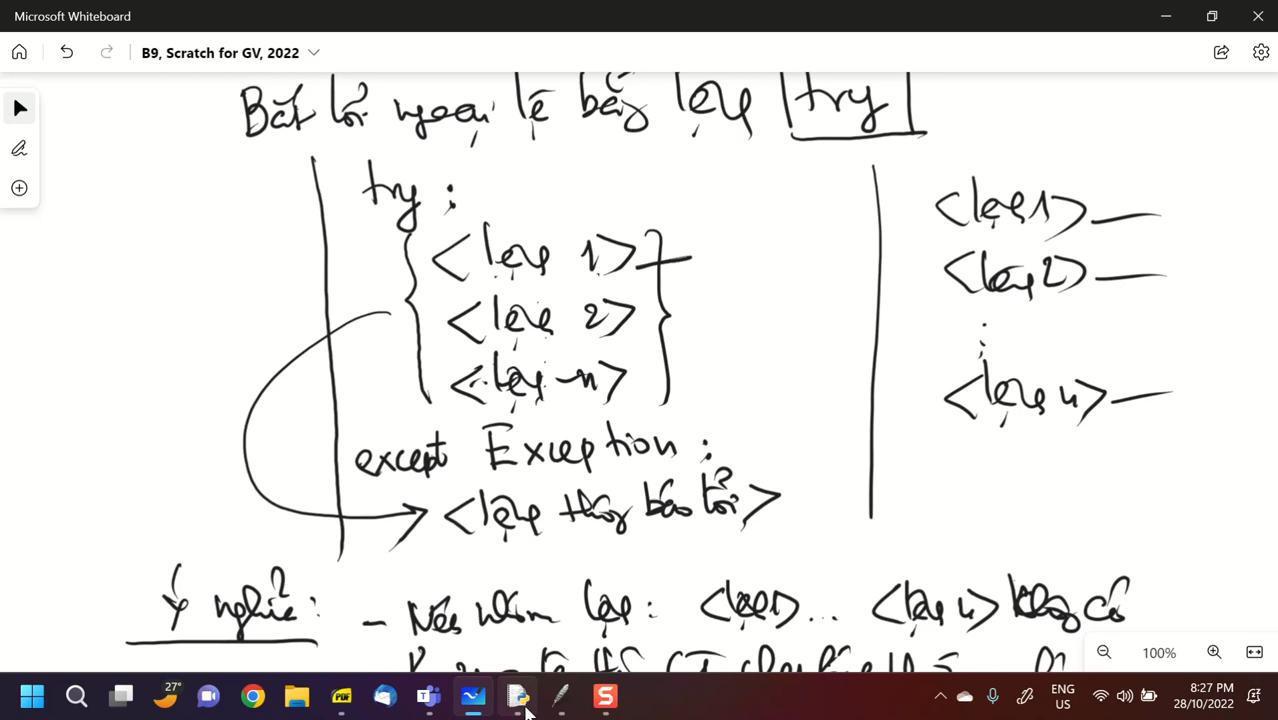 Microsoft Whiteboard
B9, Scratch for GV, 2022
Bắt lỗi ngoại lệ bằng lệnh try
try :
<lệnh 1>
<lệnh 2>
<lệnh n>
except Exception :
<lệnh thông báo lỗi>
<lệnh 1>
<lệnh 2>
<lệnh n>
Ý nghĩa: - Nếu nhóm lệnh: <lệnh 1> ... <lệnh n> không có
100%
27°
ENG
US
8:27 PM
28/10/2022